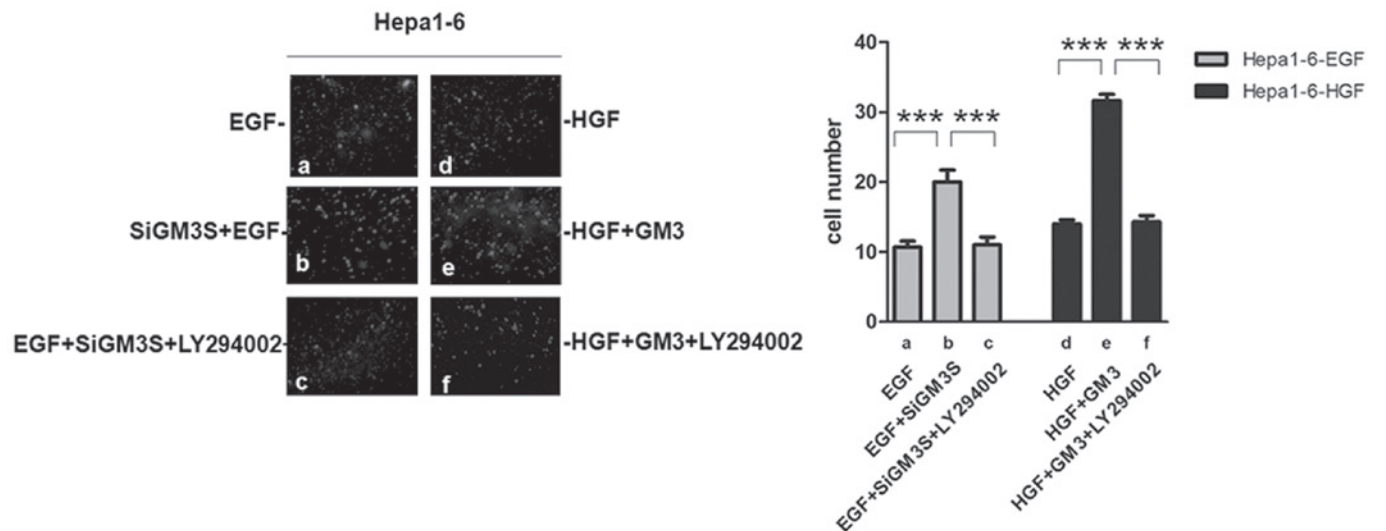 Hepa1-6
EGF-
a
d
-HGF
SiGM3S+EGF-
b
e
-HGF+GM3
EGF+SiGM3S+LY294002-
c
f
-HGF+GM3+LY294002
cell number
40
30
20
10
0
***
***
***
***
Hepa1-6-EGF
Hepa1-6-HGF
a b c d e f
EGF
EGF+SiGM3S
EGF+SiGM3S+LY294002
HGF
HGF+GM3
HGF+GM3+LY294002